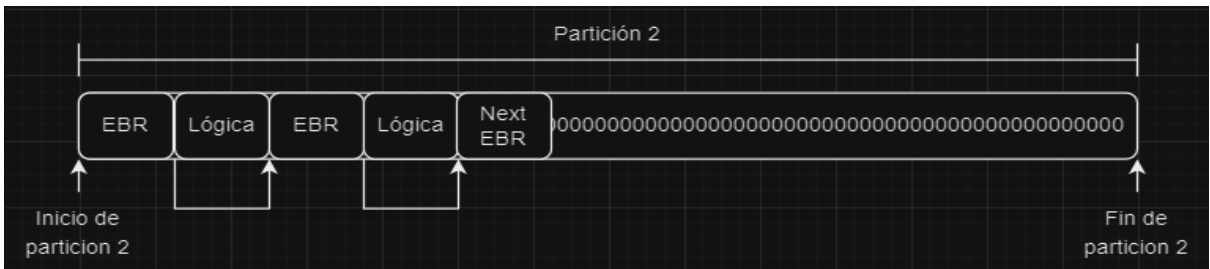 Partición 2
EBR
Lógica
EBR
Lógica
Next
EBR
000000000000000000000000000000000000000000
Inicio de
particion 2
Fin de
particion 2